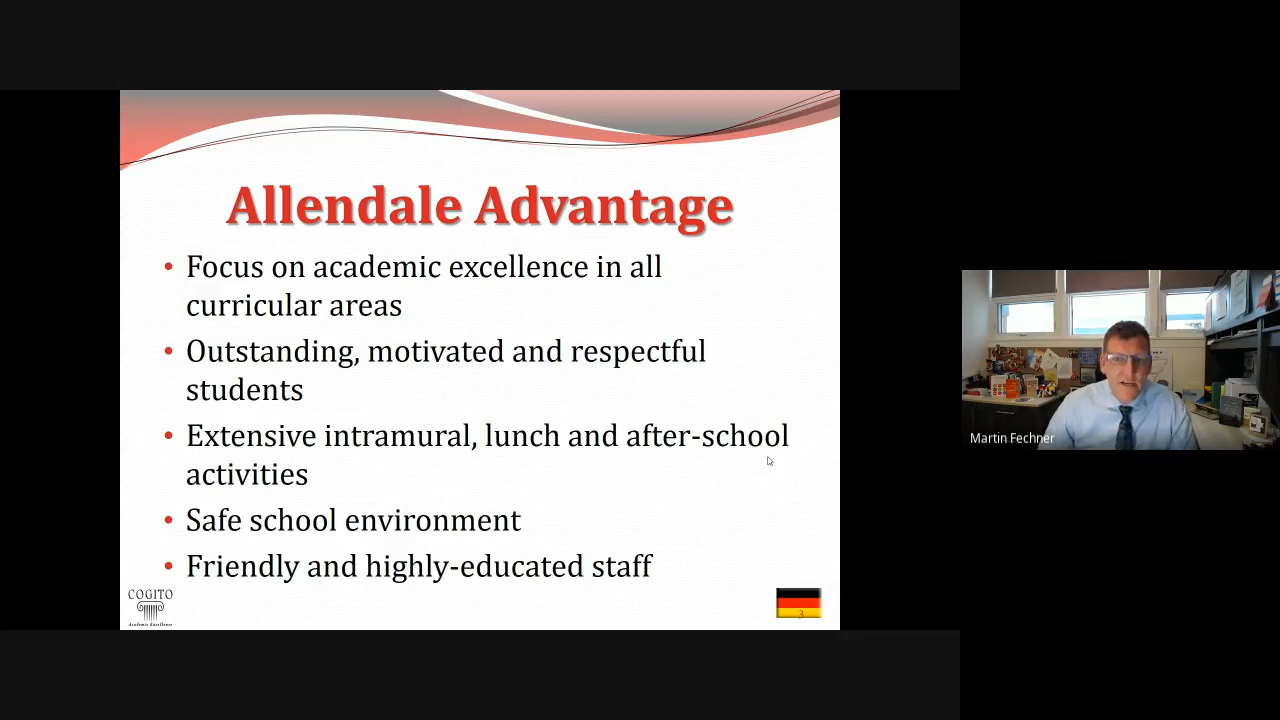 Allendale Advantage
• Focus on academic excellence in all
curricular areas
• Outstanding, motivated and respectful
students
• Extensive intramural, lunch and after-school
activities
• Safe school environment
• Friendly and highly-educated staff
COGITO
Academic Excellence
3
Martin Fechner